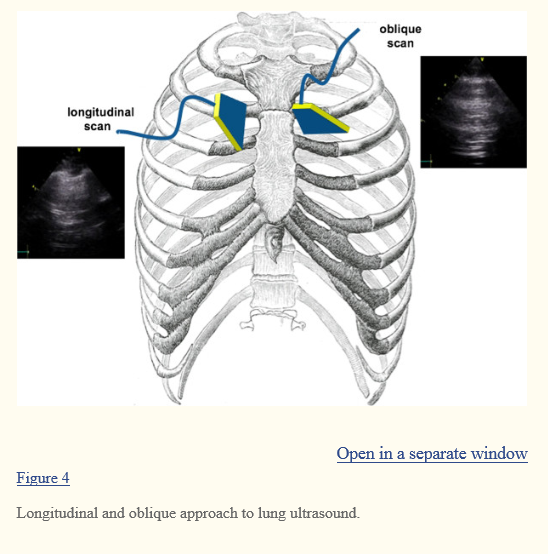 oblique
scan
longitudinal
scan
Open in a separate window
Figure 4
Longitudinal and oblique approach to lung ultrasound.